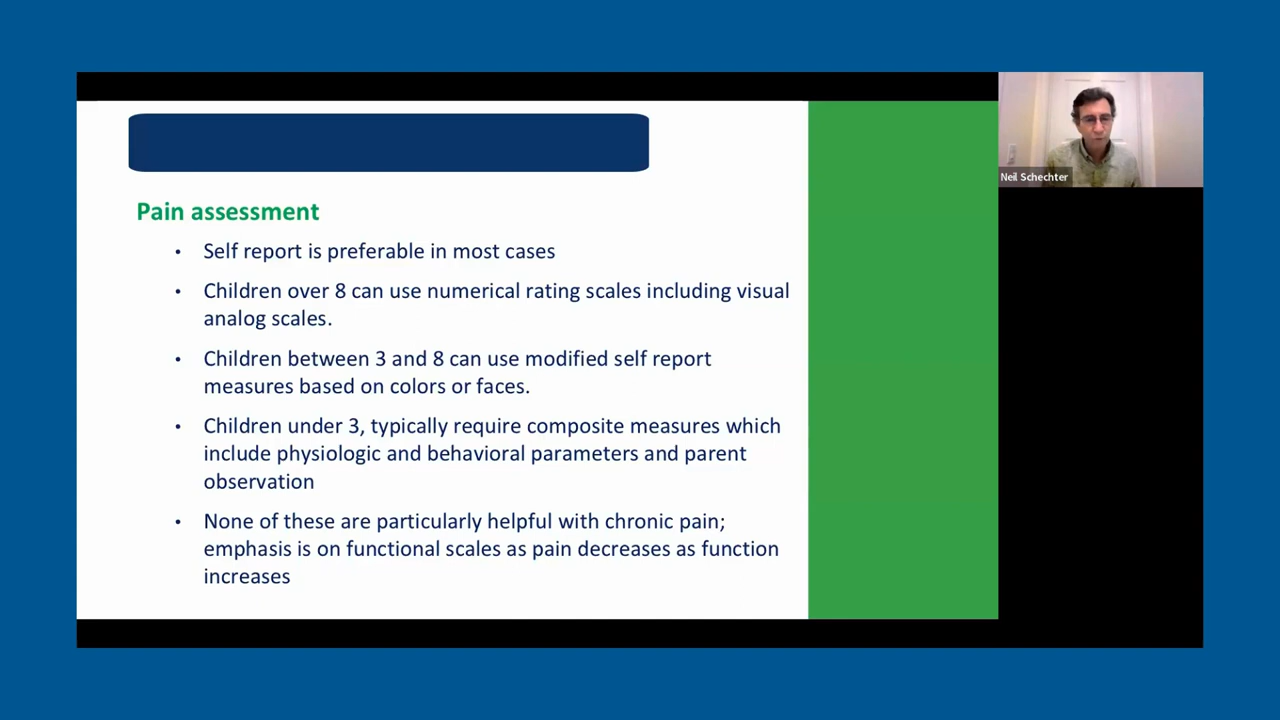 Pain assessment
• Self report is preferable in most cases
• Children over 8 can use numerical rating scales including visual
analog scales.
• Children between 3 and 8 can use modified self report
measures based on colors or faces.
• Children under 3, typically require composite measures which
include physiologic and behavioral parameters and parent
observation
• None of these are particularly helpful with chronic pain;
emphasis is on functional scales as pain decreases as function
increases
Neil Schechter